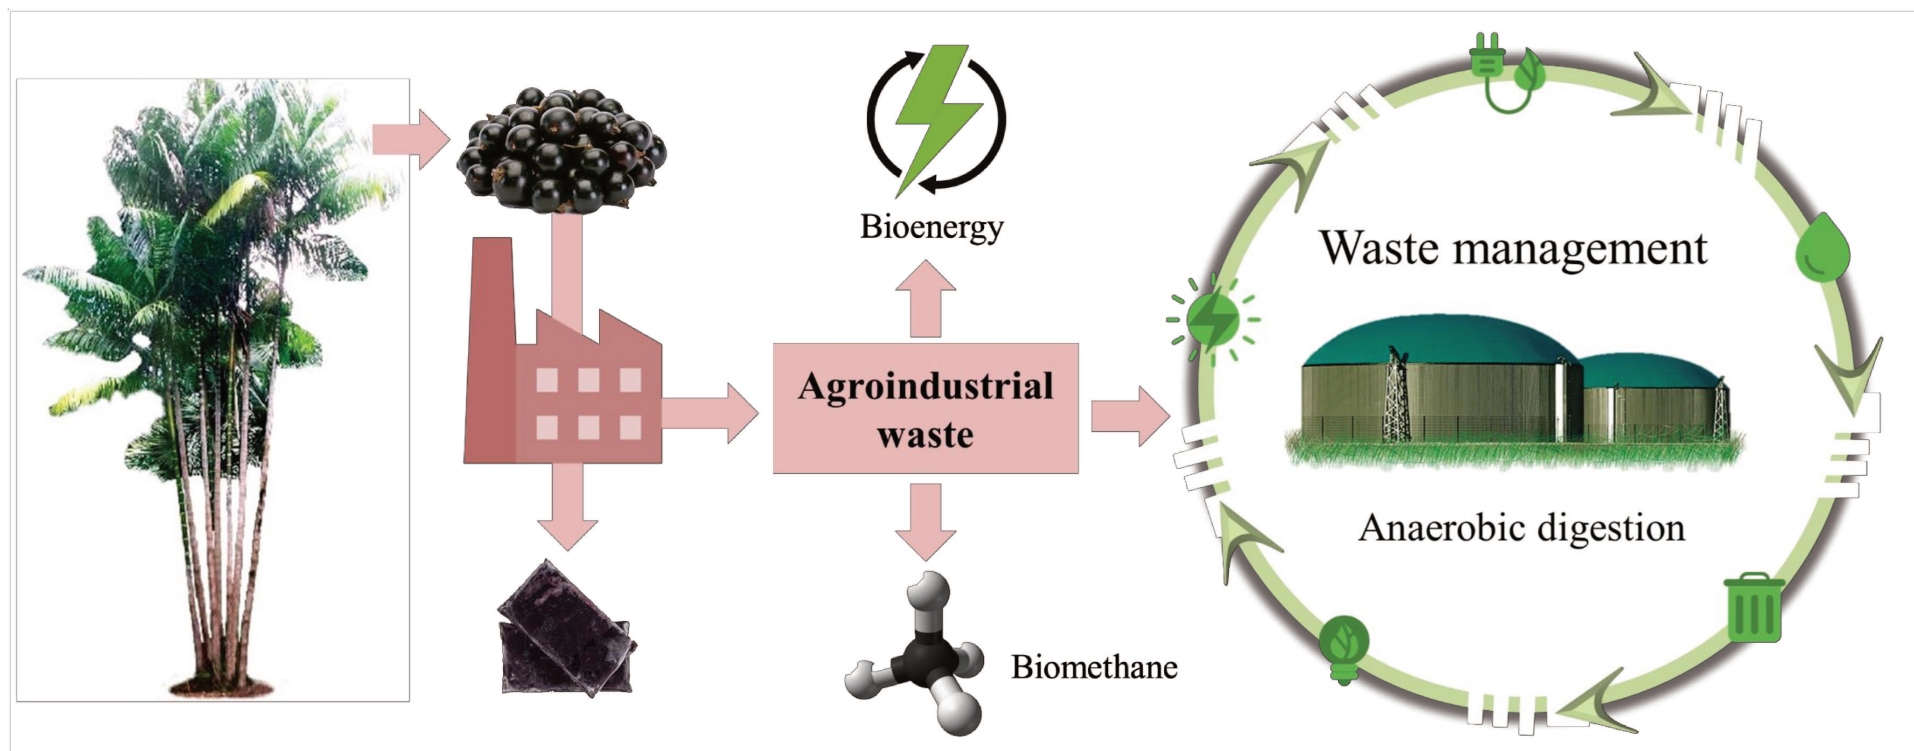 Bioenergy
Agroindustrial
waste
Biomethane
Waste management
Anaerobic digestion